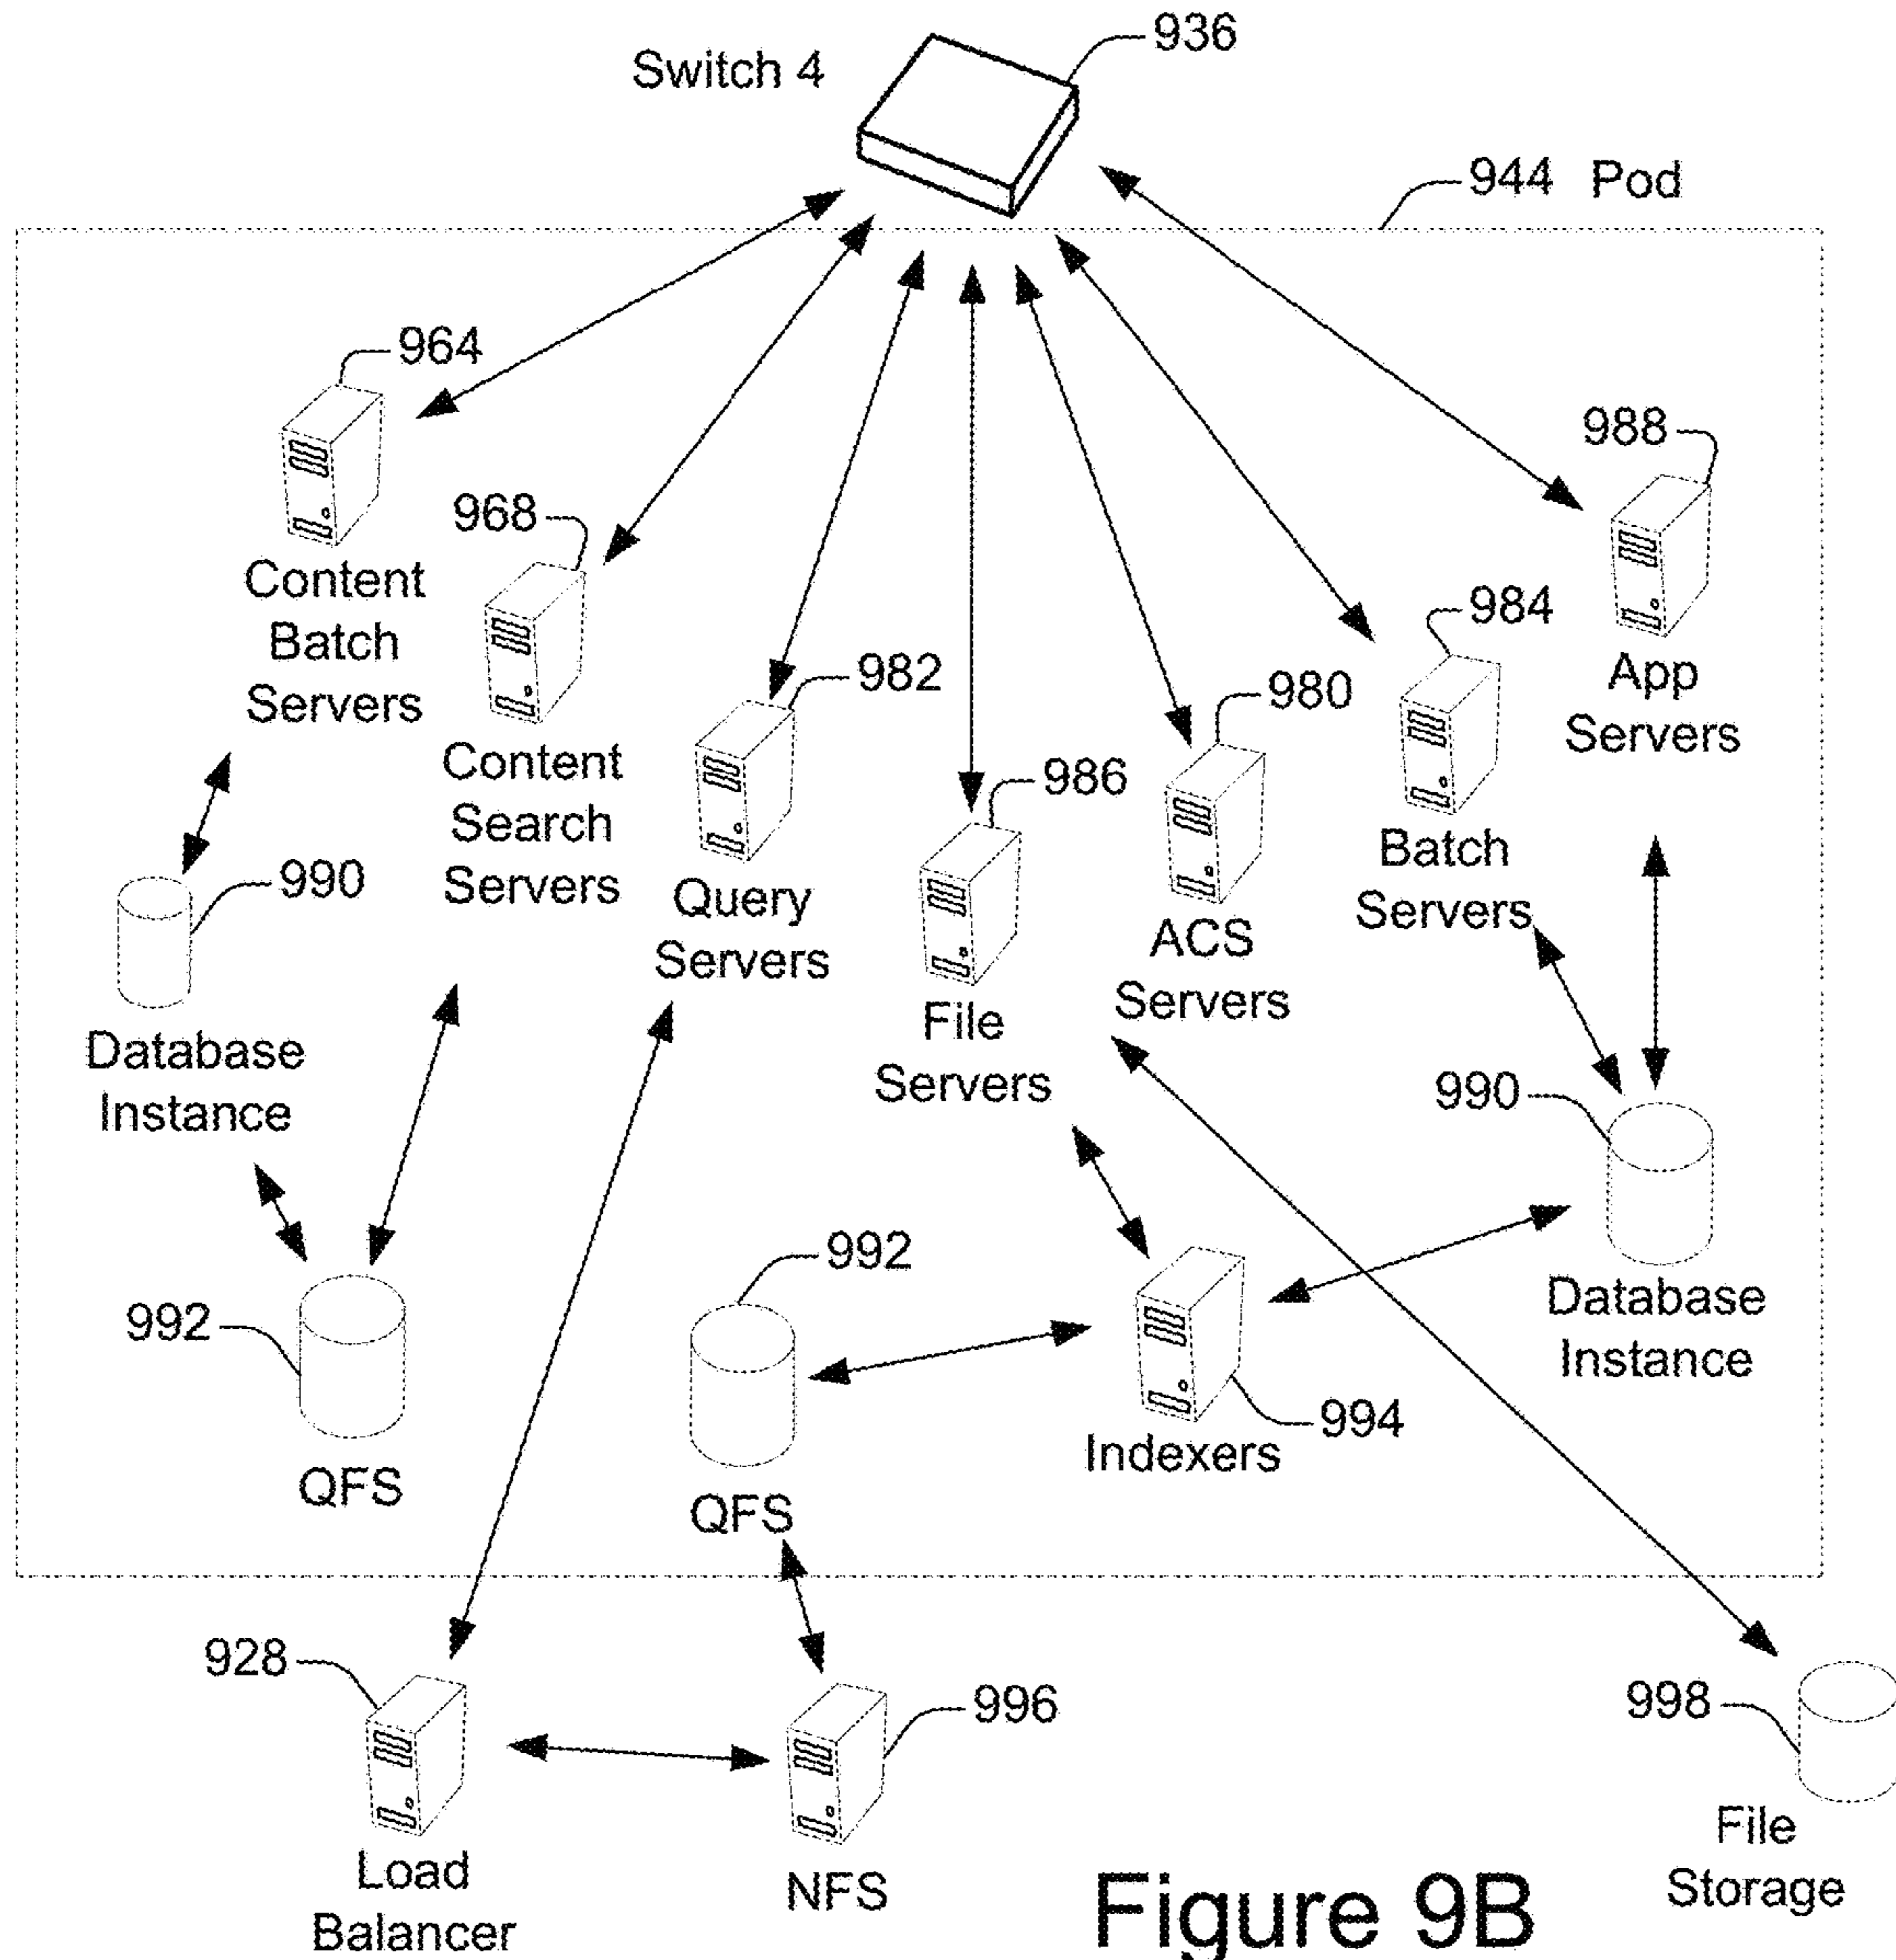 Switch 4
936
944 Pod
964
Content
Batch
Servers
968
Content
Search
Servers
982
Query
Servers
986
File
Servers
980
ACS
Servers
984
Batch
Servers
988
App
Servers
990
Database
Instance
990
Database
Instance
992
QFS
992
QFS
994
Indexers
928
Load
Balancer
996
NFS
998
File
Storage
Figure 9B